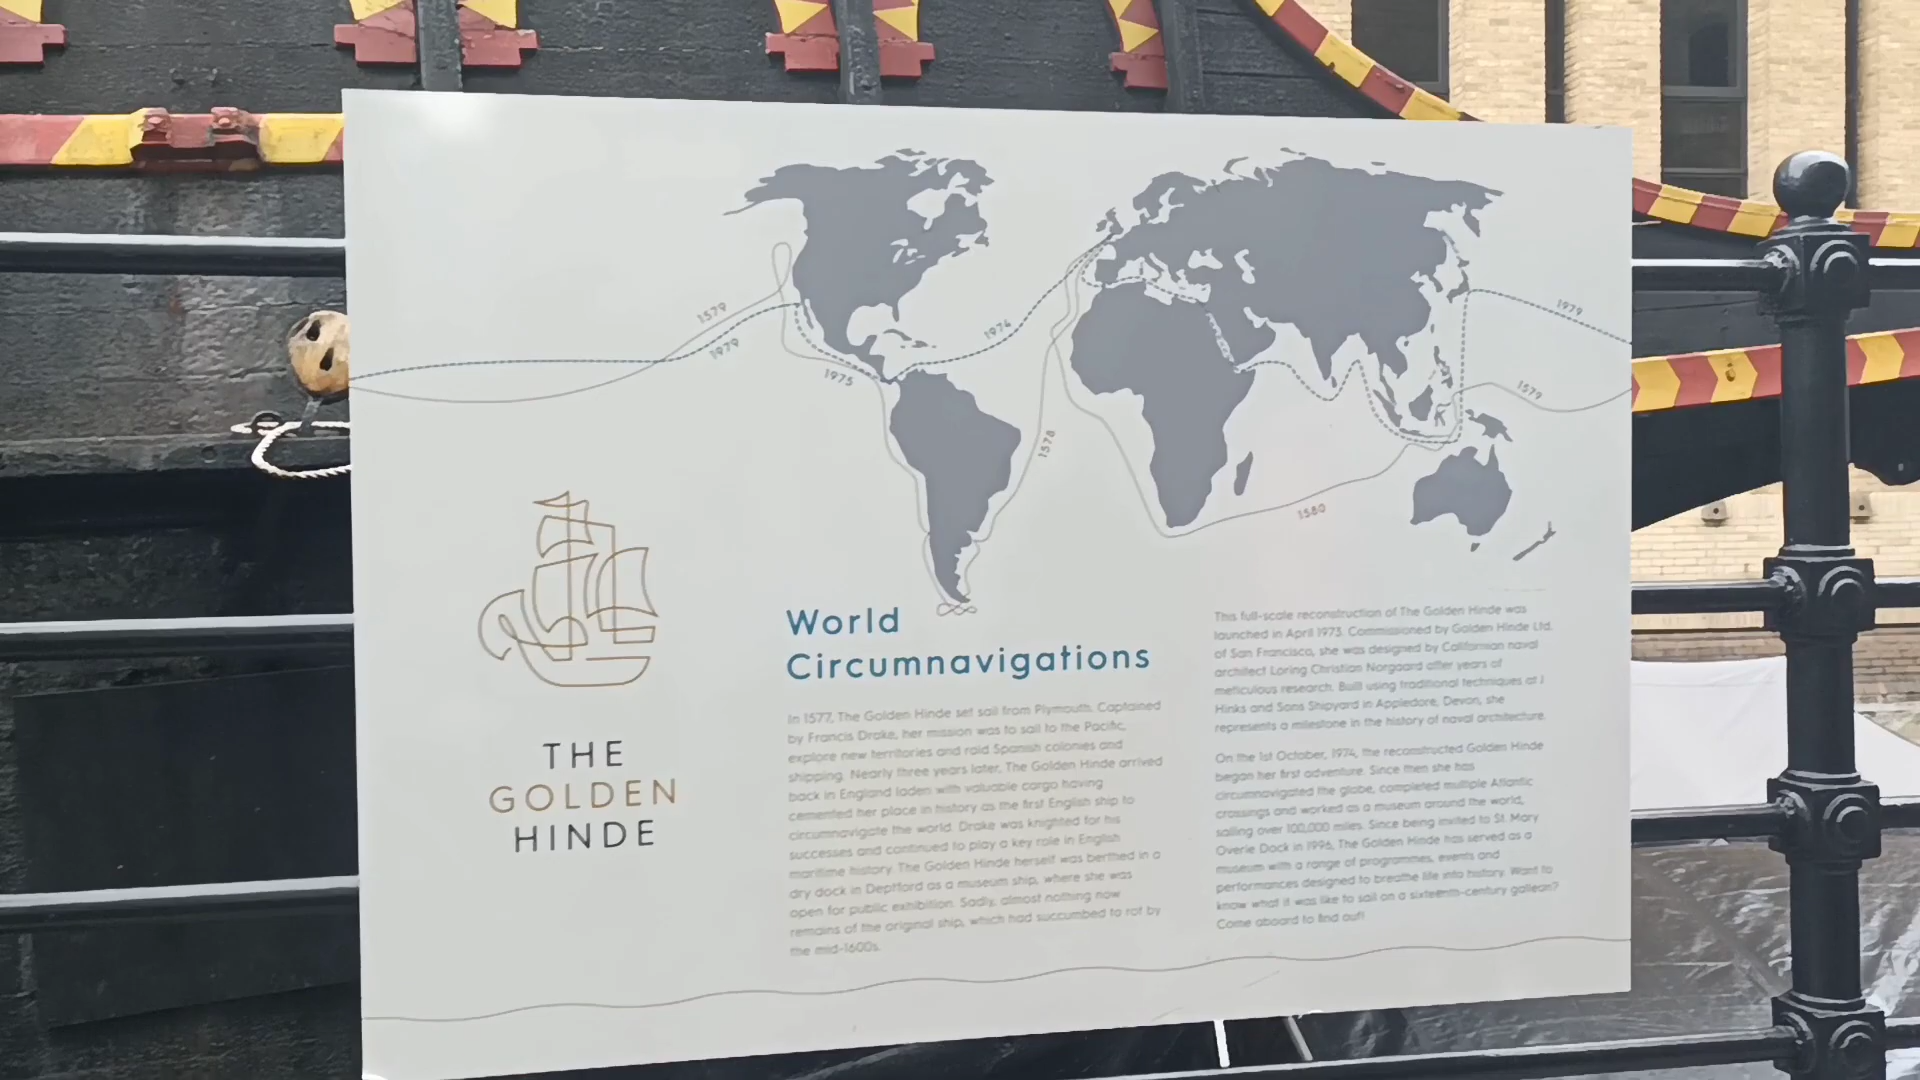 1579
1979
1975
1974
1578
1580
1979
1579
THE
GOLDEN
HINDE
World
Circumnavigations
In 1577, The Golden Hinde set sail from Plymouth. Captained
by Francis Drake, her mission was to sail to the Pacific,
explore new territories and raid Spanish colonies and
shipping. Nearly three years later, The Golden Hinde arrived
back in England laden with valuable cargo having
cemented her place in history as the first English ship to
circumnavigate the world. Drake was knighted for his
successes and continued to play a key role in English
maritime history. The Golden Hinde herself was berthed in a
dry dock in Deptford as a museum ship, where she was
open for public exhibition. Sadly, almost nothing now
remains of the original ship, which had succumbed to rot by
the mid-1600s.
This full-scale reconstruction of The Golden Hinde was
launched in April 1973. Commissioned by Golden Hinde Ltd.
of San Francisco, she was designed by Californian naval
architect Loring Christian Norgaard after years of
meticulous research. Built using traditional techniques at J
Hinks and Sons Shipyard in Appledore, Devon, she
represents a milestone in the history of naval architecture.
On the 1st October, 1974, the reconstructed Golden Hinde
began her first adventure. Since then she has
circumnavigated the globe, completed multiple Atlantic
crossings and worked as a museum around the world,
sailing over 100,000 miles. Since being invited to St. Mary
Overie Dock in 1996, The Golden Hinde has served as a
museum with a range of programmes, events and
performances designed to breathe life into history. Want to
know what it was like to sail on a sixteenth-century galleon?
Come aboard to find out!